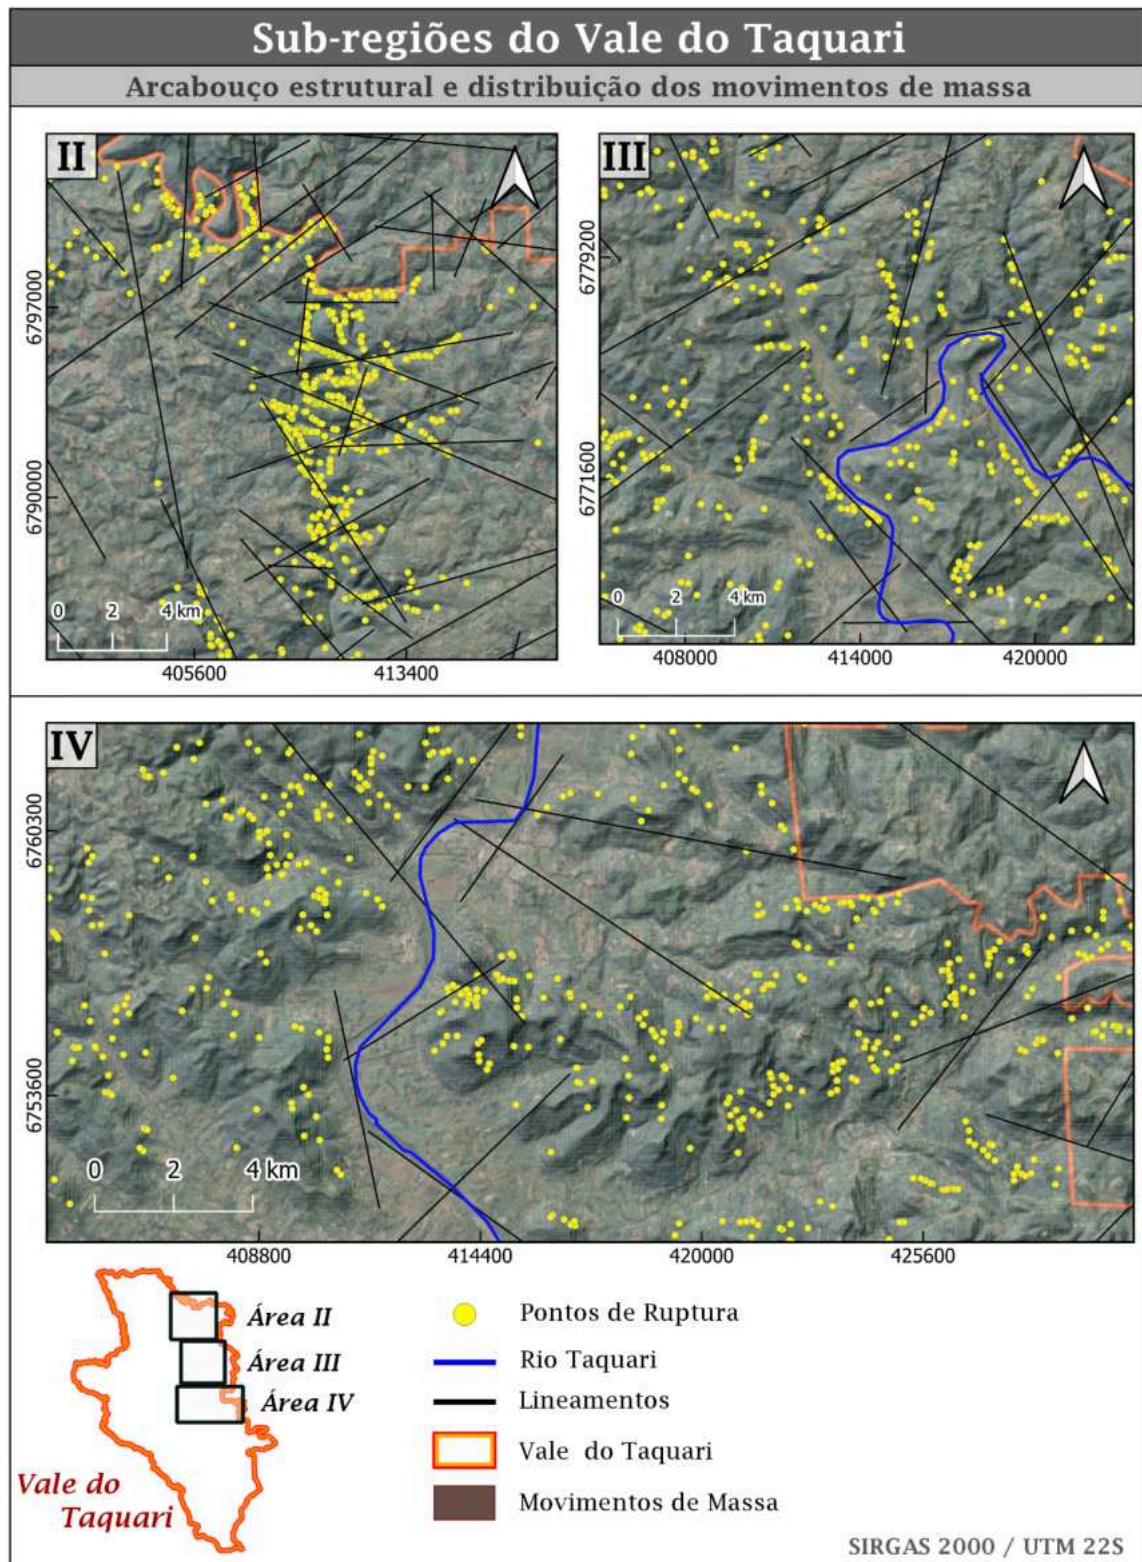 Sub-regiões do Vale do Taquari
Arcabouço estrutural e distribuição dos movimentos de massa
II
6797000
6790000
0 2 4 km
405600 413400
III
6779200
6771600
0 2 4 km
408000 414000 420000
IV
6760300
6753600
0 2 4 km
408800 414400 420000 425600
Área II
Área III
Área IV
Vale do
Taquari
Pontos de Ruptura
Rio Taquari
Lineamentos
Vale do Taquari
Movimentos de Massa
SIRGAS 2000 / UTM 22S